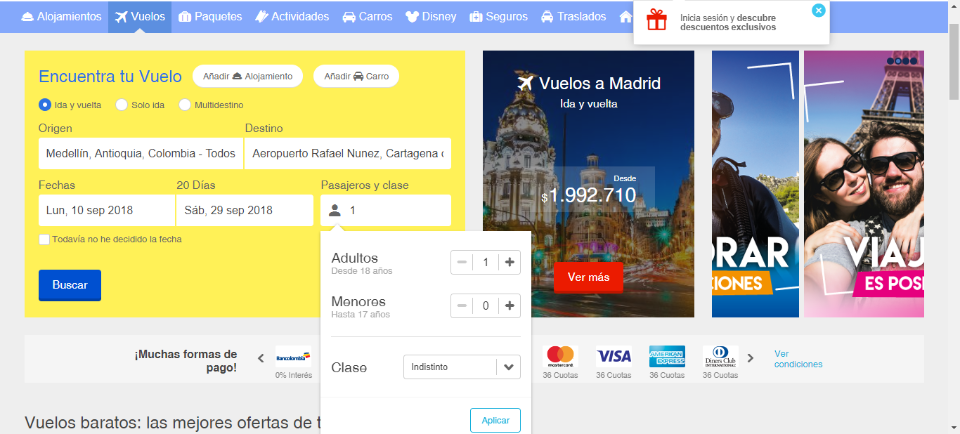 Alojamientos Vuelos Paquetes Actividades Carros Disney Seguros Traslados
Inicia sesión y descubre
descuentos exclusivos
Encuentra tu Vuelo Añadir Alojamiento Añadir Carro
Ida y vuelta Solo ida Multidestino
Origen Destino
Medellín, Antioquia, Colombia - Todos Aeropuerto Rafael Nunez, Cartagena
Fechas 20 Días Pasajeros y clase
Lun, 10 sep 2018 Sáb, 29 sep 2018 1
Todavía no he decidido la fecha
Buscar
Adultos 1
Desde 18 años
Menores 0
Hasta 17 años
Clase Indistinto
Aplicar
Vuelos a Madrid
Ida y vuelta
Desde
$1.992.710
Ver más
RAR
CIONES
VIAJ
ES POSI
¡Muchas formas de
pago!
Bancolombia
0% Interés
mastercard
36 Cuotas
VISA
36 Cuotas
AMERICAN
EXPRESS
36 Cuotas
Diners Club
INTERNATIONAL
36 Cuotas
Ver
condiciones
Vuelos baratos: las mejores ofertas de t